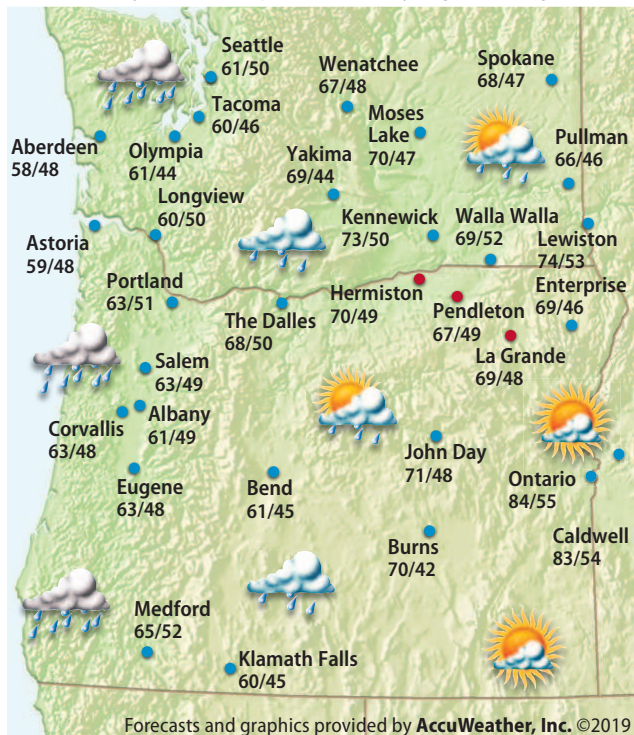 Seattle
61/50
Wenatchee
67/48
Spokane
68/47
Tacoma
60/46
Moses
Lake
70/47
Aberdeen
58/48
Olympia
61/44
Yakima
69/44
Pullman
66/46
Longview
60/50
Kennewick
73/50
Walla Walla
69/52
Lewiston
74/53
Astoria
59/48
Portland
63/51
The Dalles
68/50
Hermiston
70/49
Pendleton
67/49
Enterprise
69/46
La Grande
69/48
Salem
63/49
Albany
61/49
Corvallis
63/48
John Day
71/48
Eugene
63/48
Bend
61/45
Ontario
84/55
Burns
70/42
Caldwell
83/54
Medford
65/52
Klamath Falls
60/45
Forecasts and graphics provided by AccuWeather, Inc. ©2019